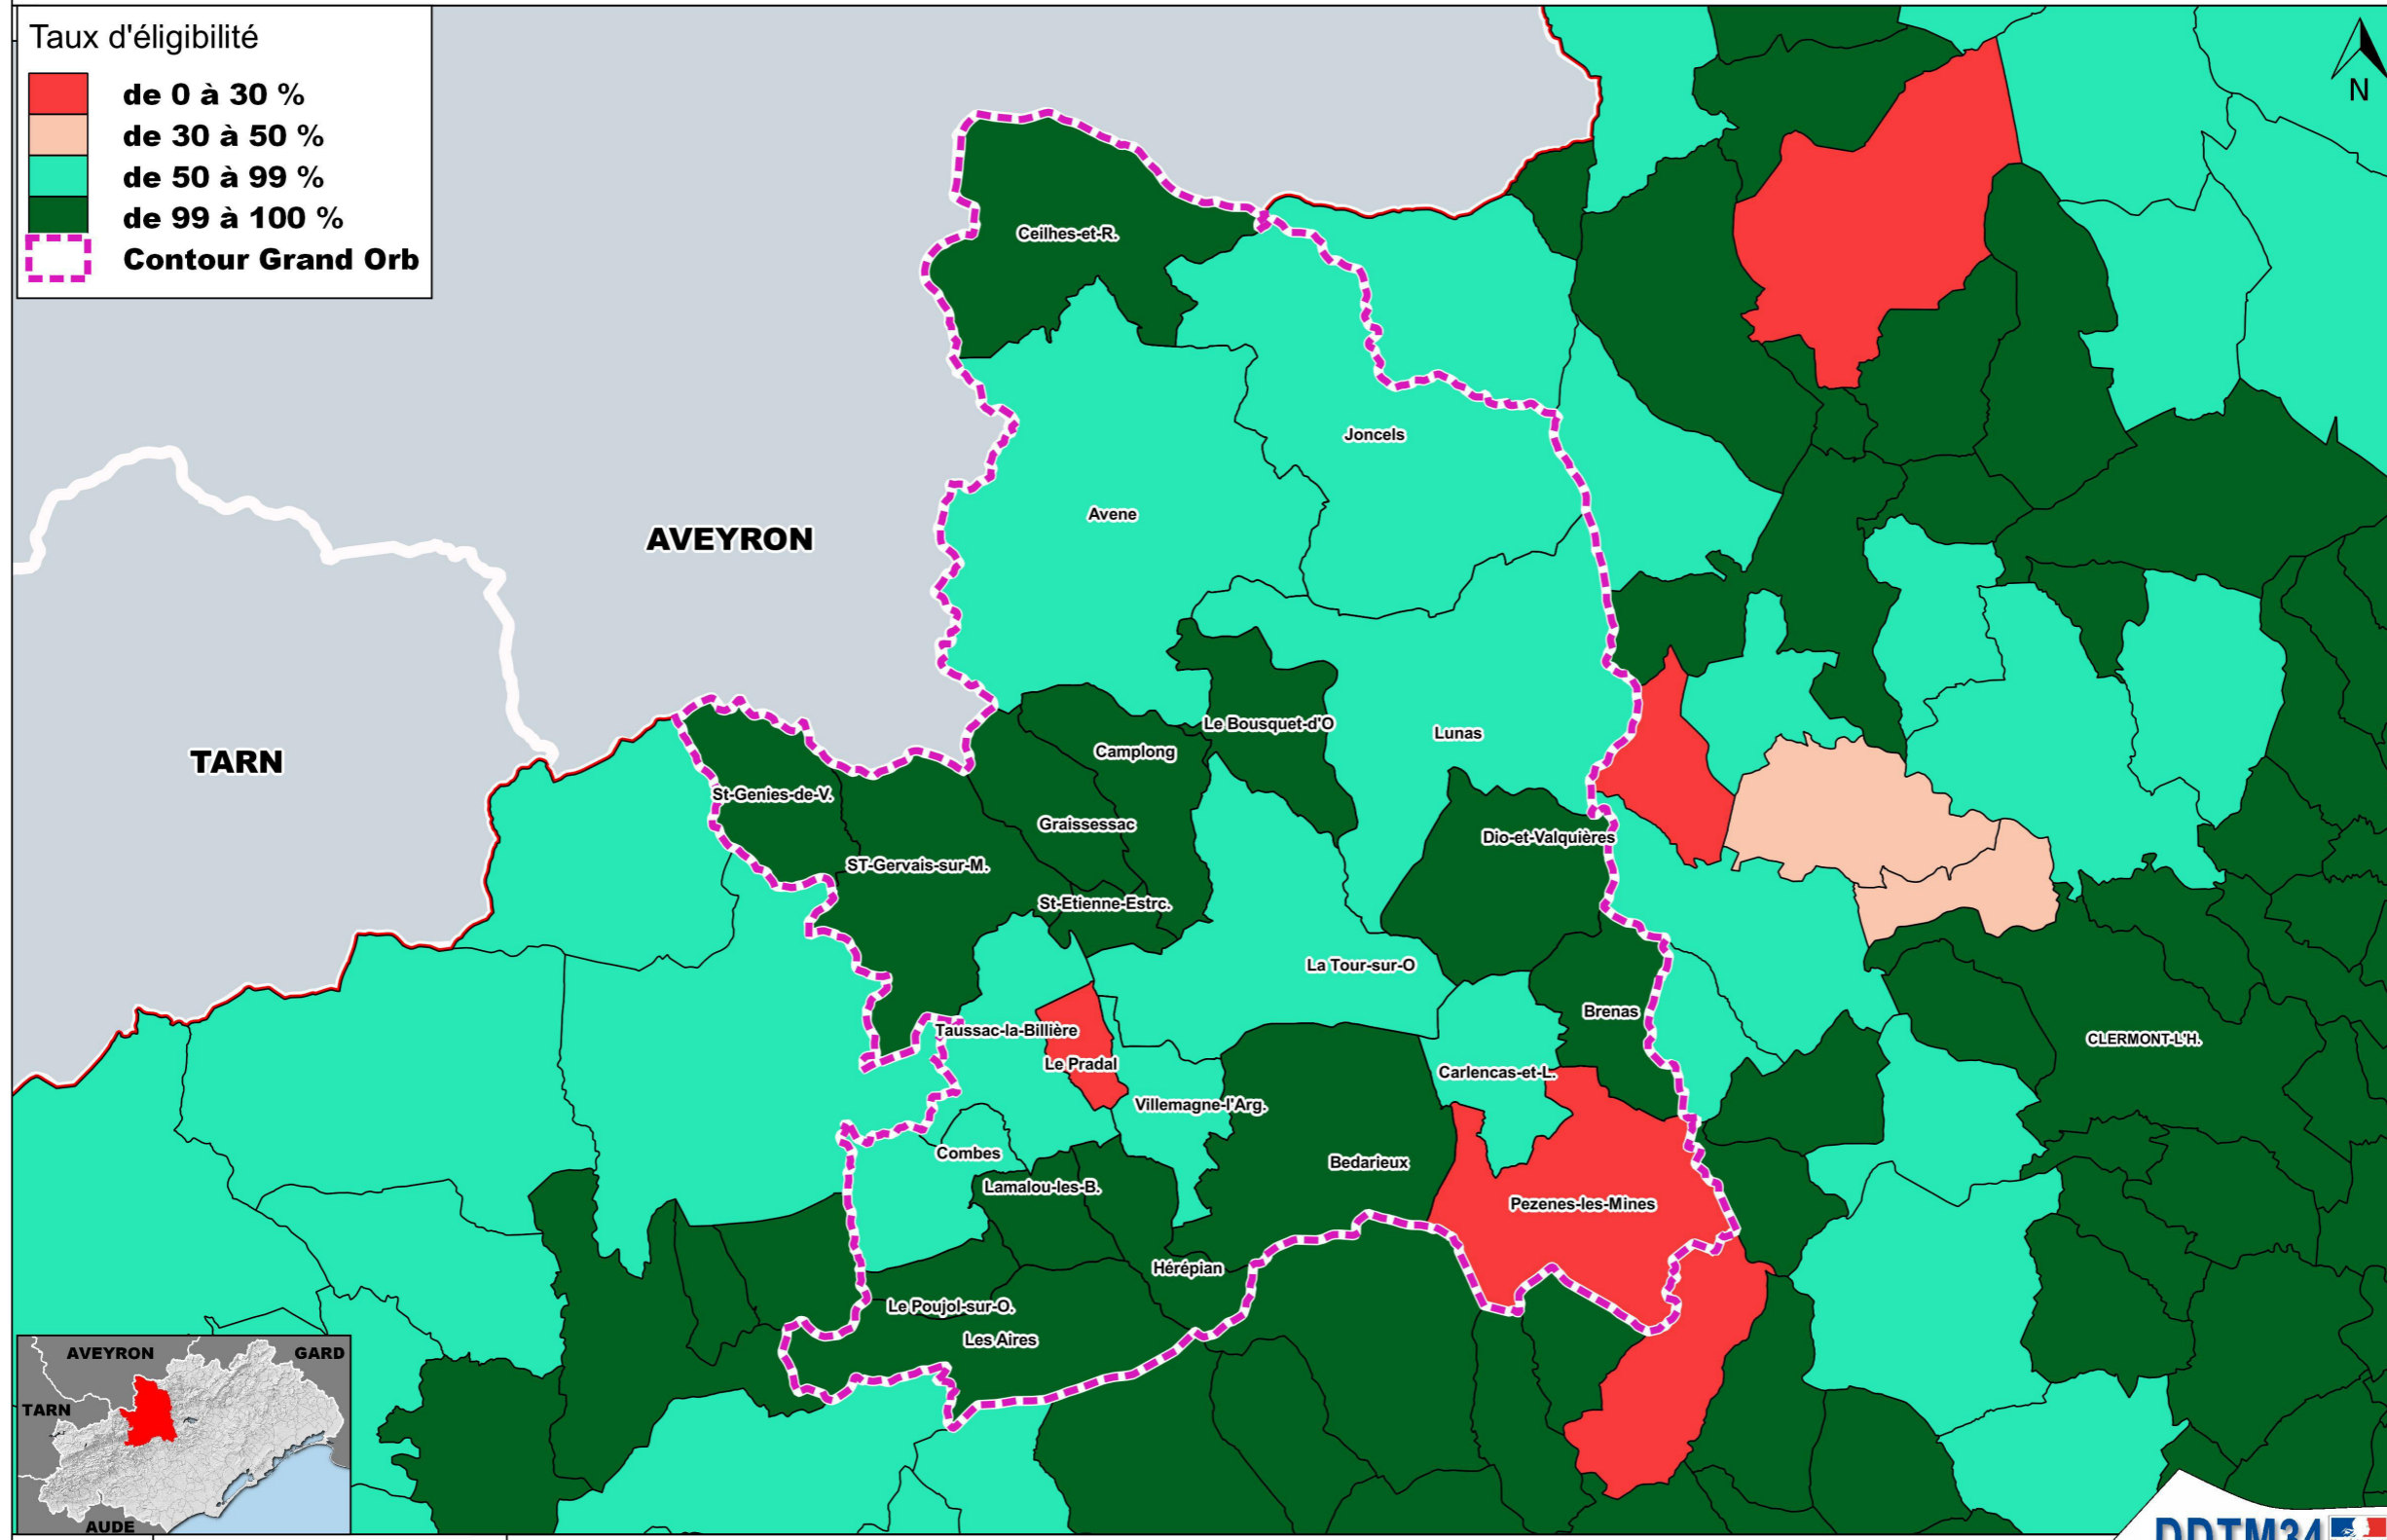 Taux d'éligibilité
de 0 à 30 %
de 30 à 50 %
de 50 à 99 %
de 99 à 100 %
Contour Grand Orb
N
Ceilhes-et-R.
Joncels
Avene
AVEYRON
TARN
Le Bousquet-d'O
Lunas
Camplong
St-Genies-de-V.
Graissessac
Dio-et-Valquières
ST-Gervais-sur-M.
St-Etienne-Estrc.
La Tour-sur-O
Brenas
Taussac-la-Billière
CLERMONT-L'H.
Le Pradal
Carlencas-et-L.
Villemagne-l'Arg.
Combes
Bedarieux
Lamalou-les-B.
Pezenes-les-Mines
Hérépian
Le Poujol-sur-O.
Les Aires
AVEYRON
GARD
TARN
AUDE
DDTM34